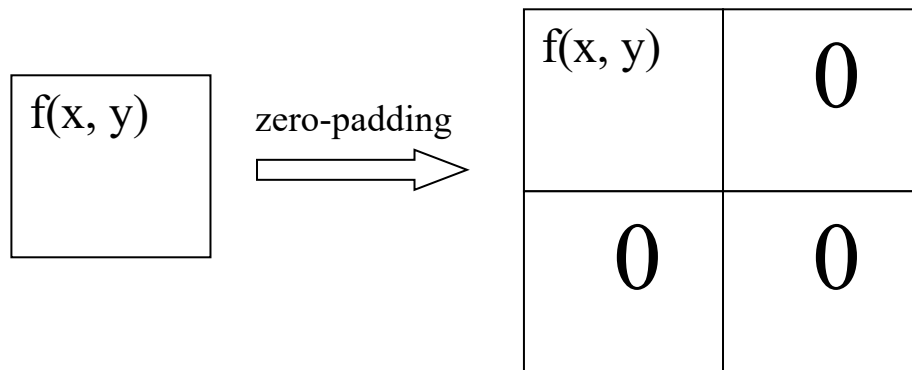 f(x, y)
zero-padding
f(x, y)
0
0
0